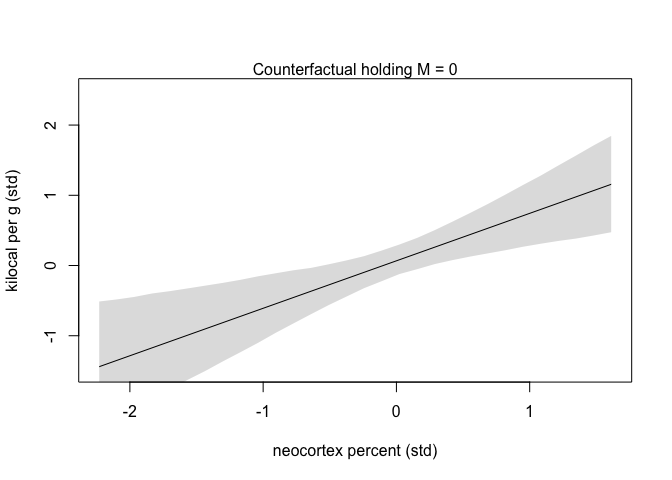 Counterfactual holding M = 0
kilocal per g (std)
2
1
0
-1
-2
-1
0
1
neocortex percent (std)